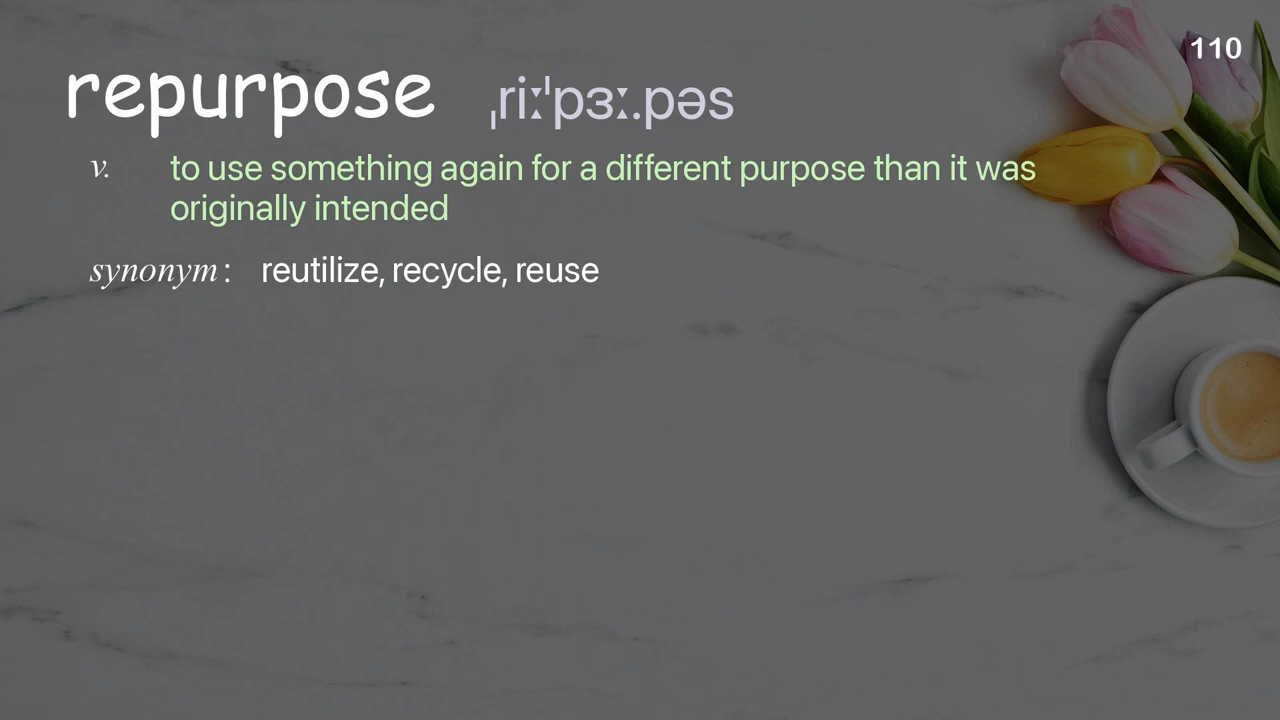 110
repurpose ˌriːˈpɜː.pəs
v. to use something again for a different purpose than it was
originally intended
synonym: reutilize, recycle, reuse